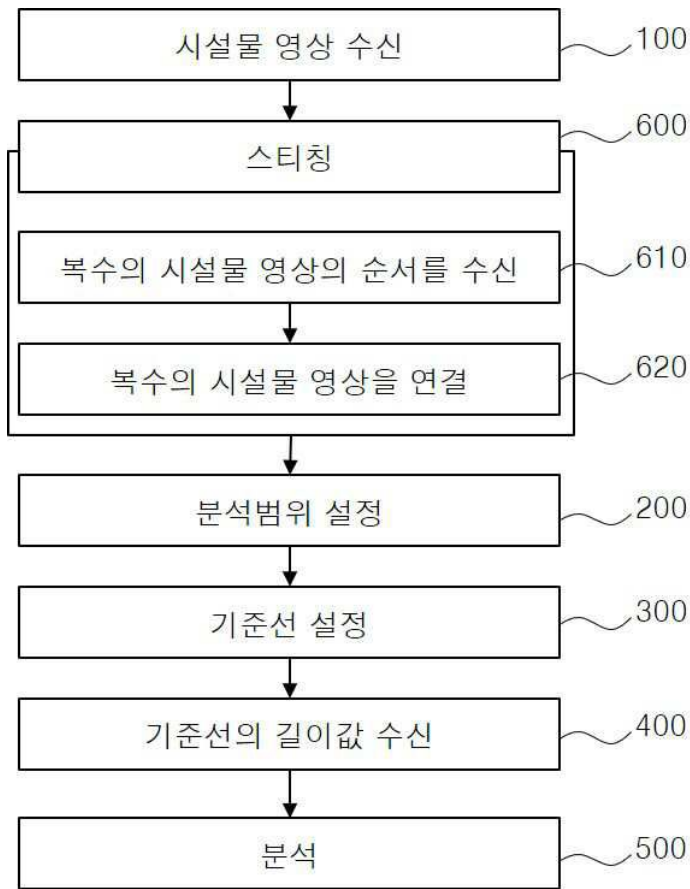 시설물 영상 수신
100
스티칭
600
복수의 시설물 영상의 순서를 수신
610
복수의 시설물 영상을 연결
620
분석범위 설정
200
기준선 설정
300
기준선의 길이값 수신
400
분석
500